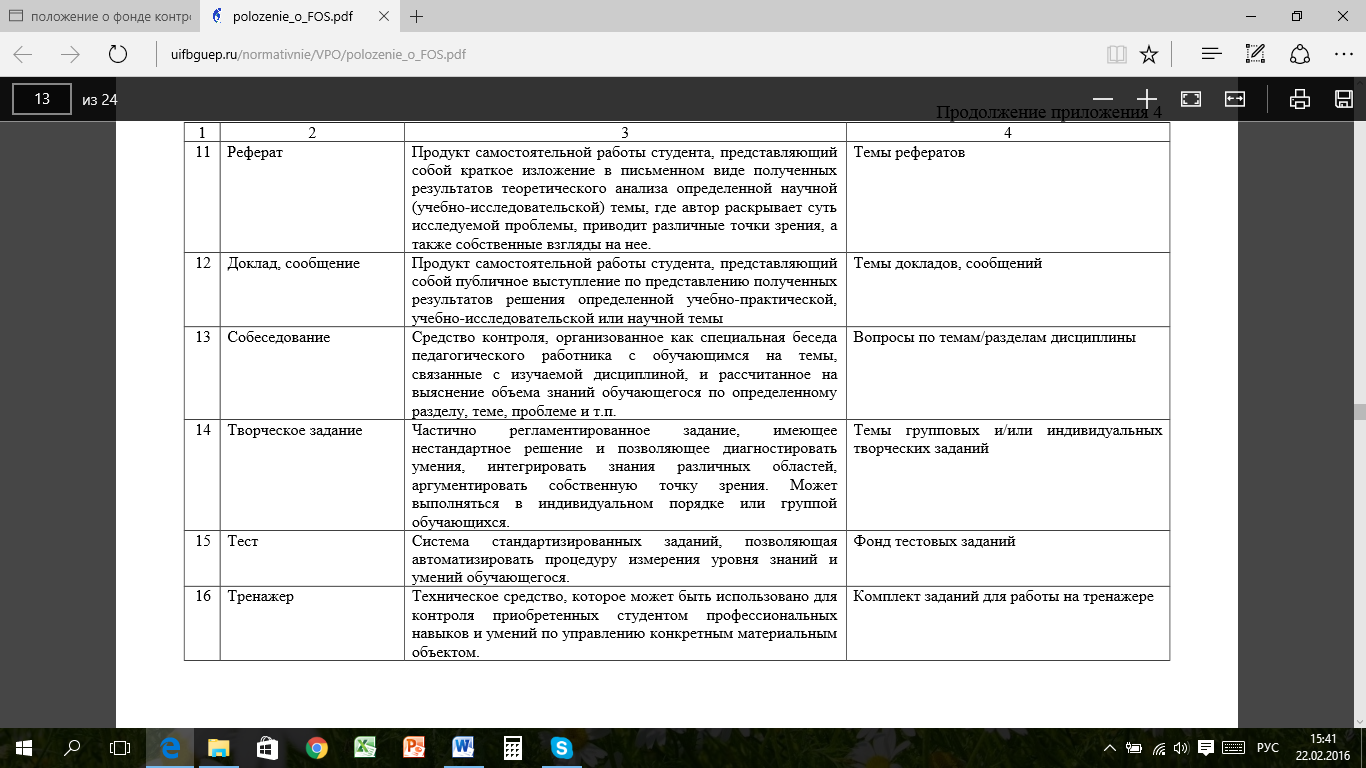 положение о фонде контро
polozenie_o_FOS.pdf
uifbguep.ru/normativnie/VPO/polozenie_o_FOS.pdf
13 из 24
Продолжение приложения 4
1 2 3 4
11 Реферат Продукт самостоятельной работы студента, представляющий Темы рефератов
собой краткое изложение в письменном виде полученных
результатов теоретического анализа определенной научной
(учебно-исследовательской) темы, где автор раскрывает суть
исследуемой проблемы, приводит различные точки зрения, а
также собственные взгляды на нее.
12 Доклад, сообщение Продукт самостоятельной работы студента, представляющий Темы докладов, сообщений
собой публичное выступление по представлению полученных
результатов решения определенной учебно-практической,
учебно-исследовательской или научной темы
13 Собеседование Средство контроля, организованное как специальная беседа Вопросы по темам/разделам дисциплины
педагогического работника с обучающимся на темы,
связанные с изучаемой дисциплиной, и рассчитанное на
выяснение объема знаний обучающегося по определенному
разделу, теме, проблеме и т.п.
14 Творческое задание Частично регламентированное задание, имеющее Темы групповых и/или индивидуальных
нестандартное решение и позволяющее диагностировать творческих заданий
умения, интегрировать знания различных областей,
аргументировать собственную точку зрения. Может
выполняться в индивидуальном порядке или группой
обучающихся.
15 Тест Система стандартизированных заданий, позволяющая Фонд тестовых заданий
автоматизировать процедуру измерения уровня знаний и
умений обучающегося.
16 Тренажер Техническое средство, которое может быть использовано для Комплект заданий для работы на тренажере
контроля приобретенных студентом профессиональных
навыков и умений по управлению конкретным материальным
объектом.
РУС
15:41
22.02.2016